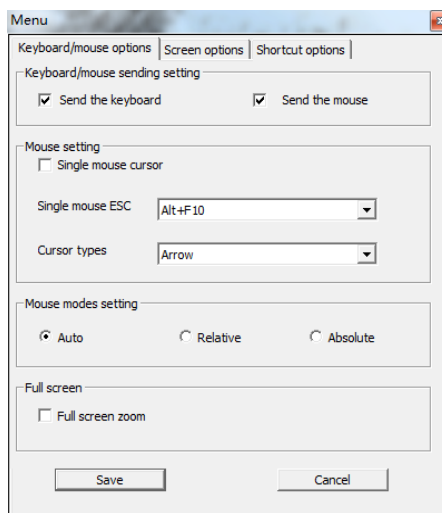 Menu
Keyboard/mouse options Screen options Shortcut options
Keyboard/mouse sending setting
Send the keyboard Send the mouse
Mouse setting
Single mouse cursor
Single mouse ESC Alt+F10
Cursor types Arrow
Mouse modes setting
Auto Relative Absolute
Full screen
Full screen zoom
Save Cancel